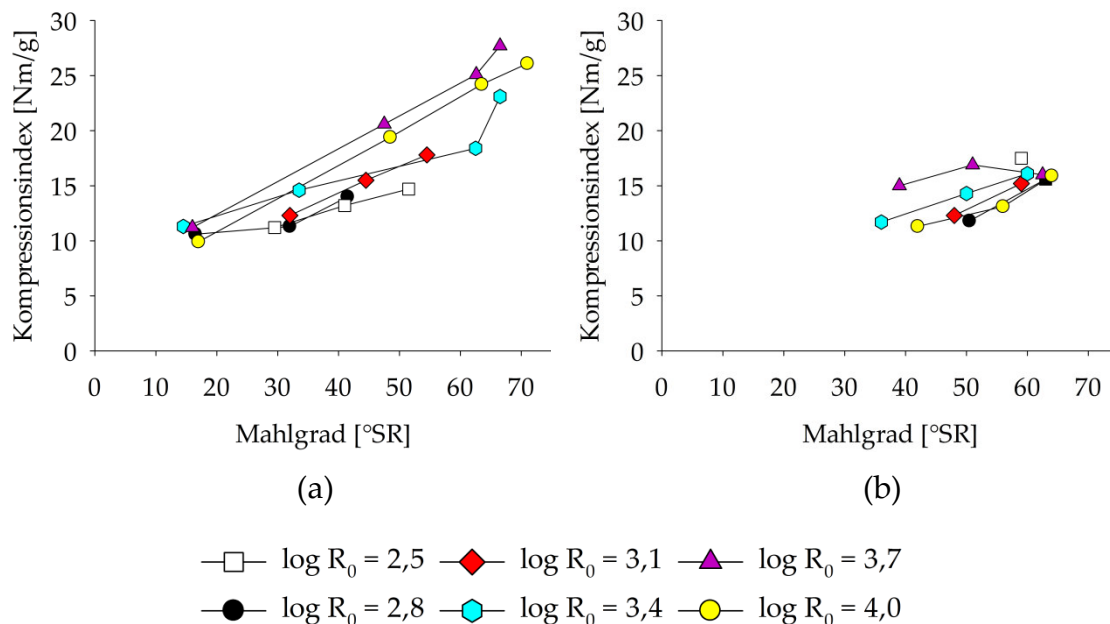 Kompressionsindex [Nm/g]
30
25
20
15
10
5
0
0 10 20 30 40 50 60 70
Mahlgrad [°SR]
(a)
Kompressionsindex [Nm/g]
30
25
20
15
10
5
0
0 10 20 30 40 50 60 70
Mahlgrad [°SR]
(b)
log R₀ = 2,5 log R₀ = 3,1 log R₀ = 3,7
log R₀ = 2,8 log R₀ = 3,4 log R₀ = 4,0